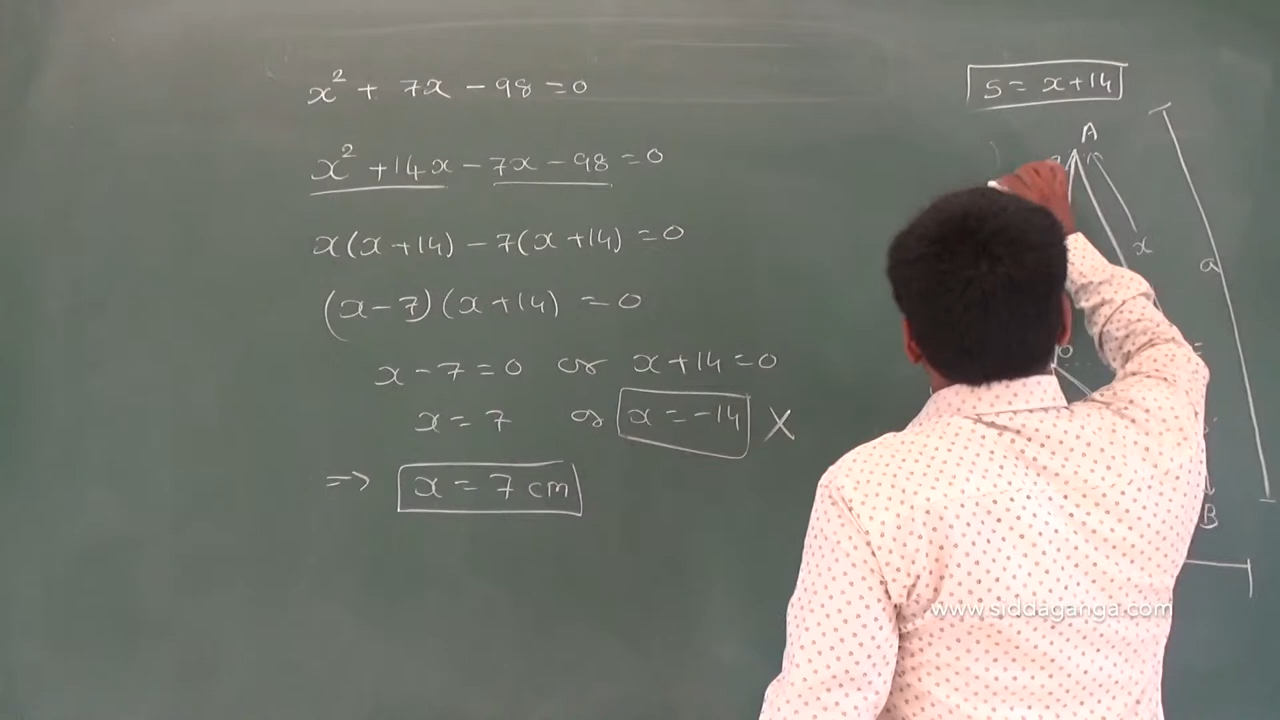 x² + 7x - 98 = 0
x² + 14x - 7x - 98 = 0
x(x+14) - 7(x+14) = 0
(x-7)(x+14) = 0
x - 7 = 0 or x + 14 = 0
x = 7 or x = -14 X
=> x = 7 cm
S = x+14
A
x
a
O
B
www.siddaganga.com